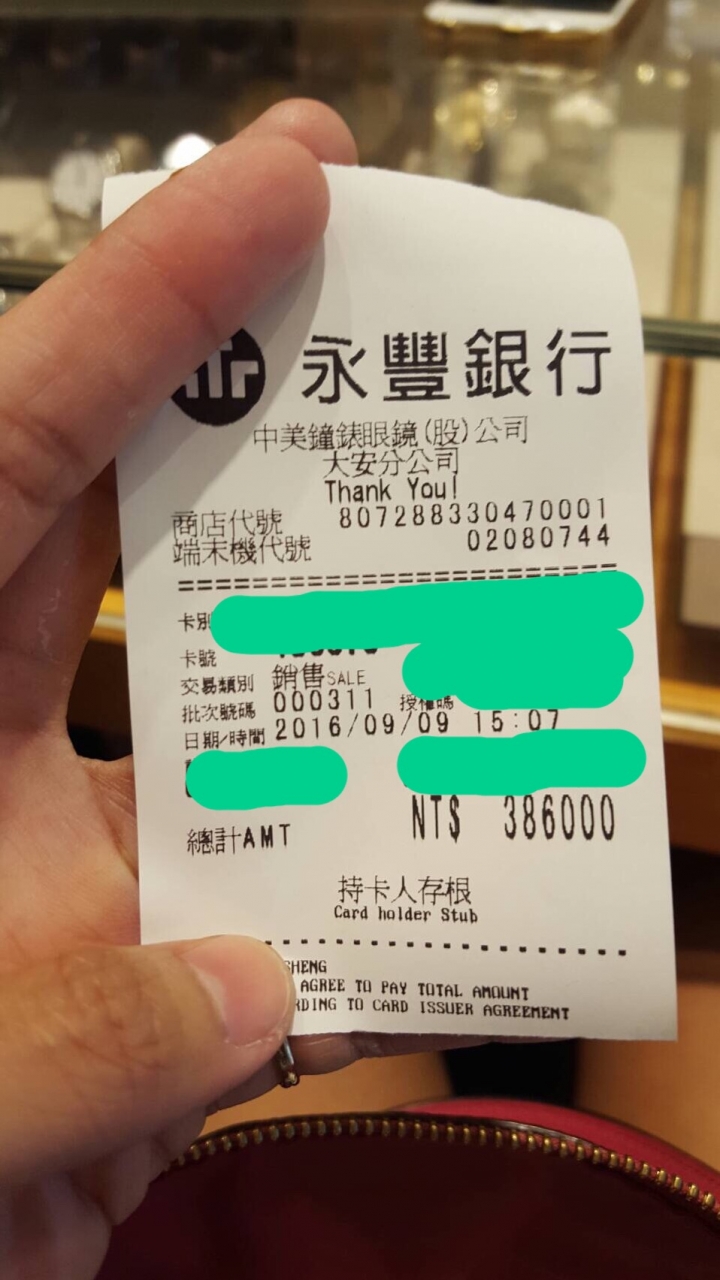 永豐銀行
中美鐘錶眼鏡(股)公司
大安分公司
Thank You!
商店代號 807288330470001
端末機代號 02080744
卡別
卡號
交易類別 銷售SALE
批次號碼 000311 授權碼
日期/時間 2016/09/09 15:07
總計AMT NT$ 386000
持卡人存根
Card holder Stub
AGREE TO PAY TOTAL AMOUNT
TO CARD ISSUER AGREEMENT